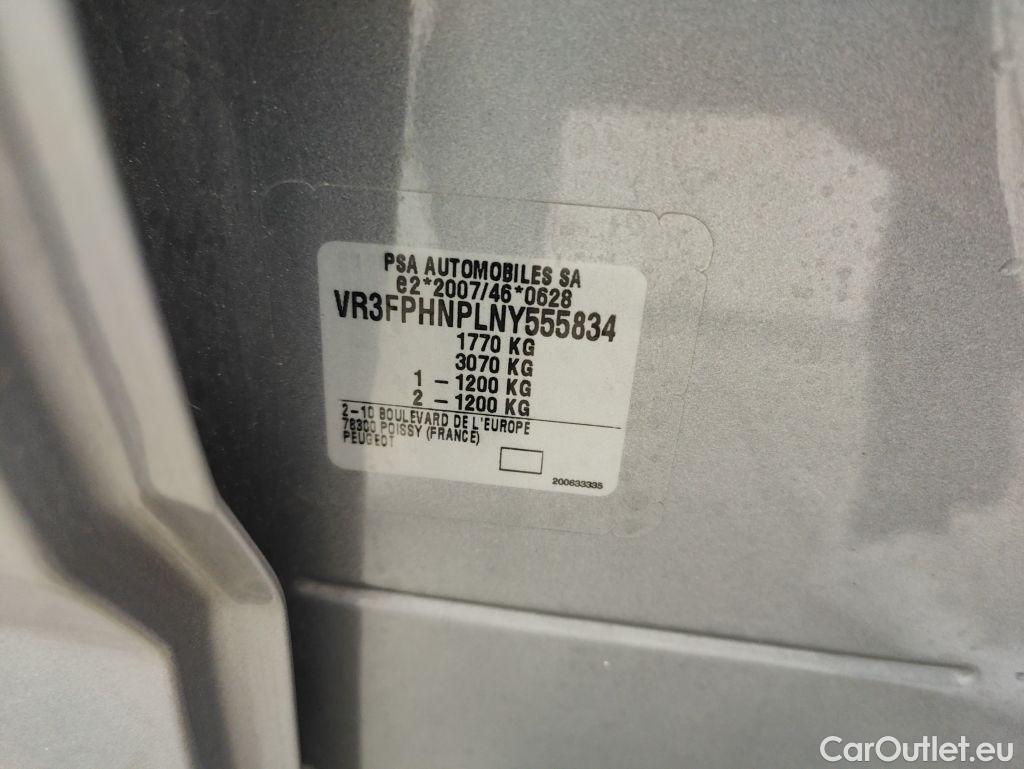 PSA AUTOMOBILES SA
e2*2007/46*0628
VR3FPHNPLNY555834
1770 KG
3070 KG
1 - 1200 KG
2 - 1200 KG
2-10 BOULEVARD DE L'EUROPE
78300 POISSY (FRANCE)
PEUGEOT
200633335
CarOutlet.eu